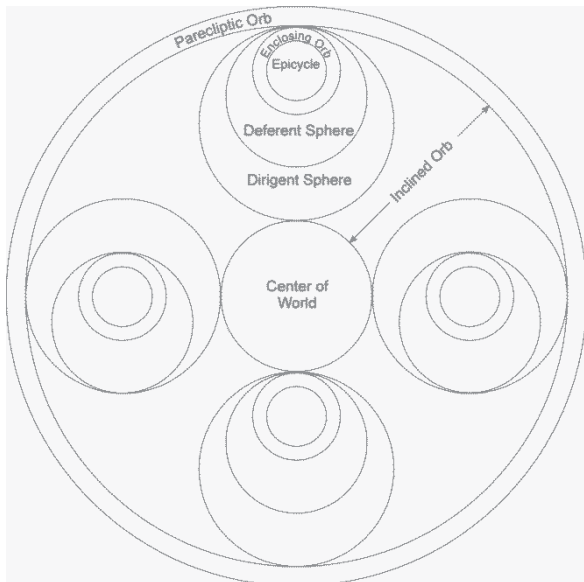 Parecliptic Orb
Enclosing Orb
Epicycle
Deferent Sphere
Dirigent Sphere
Inclined Orb
Center of
World